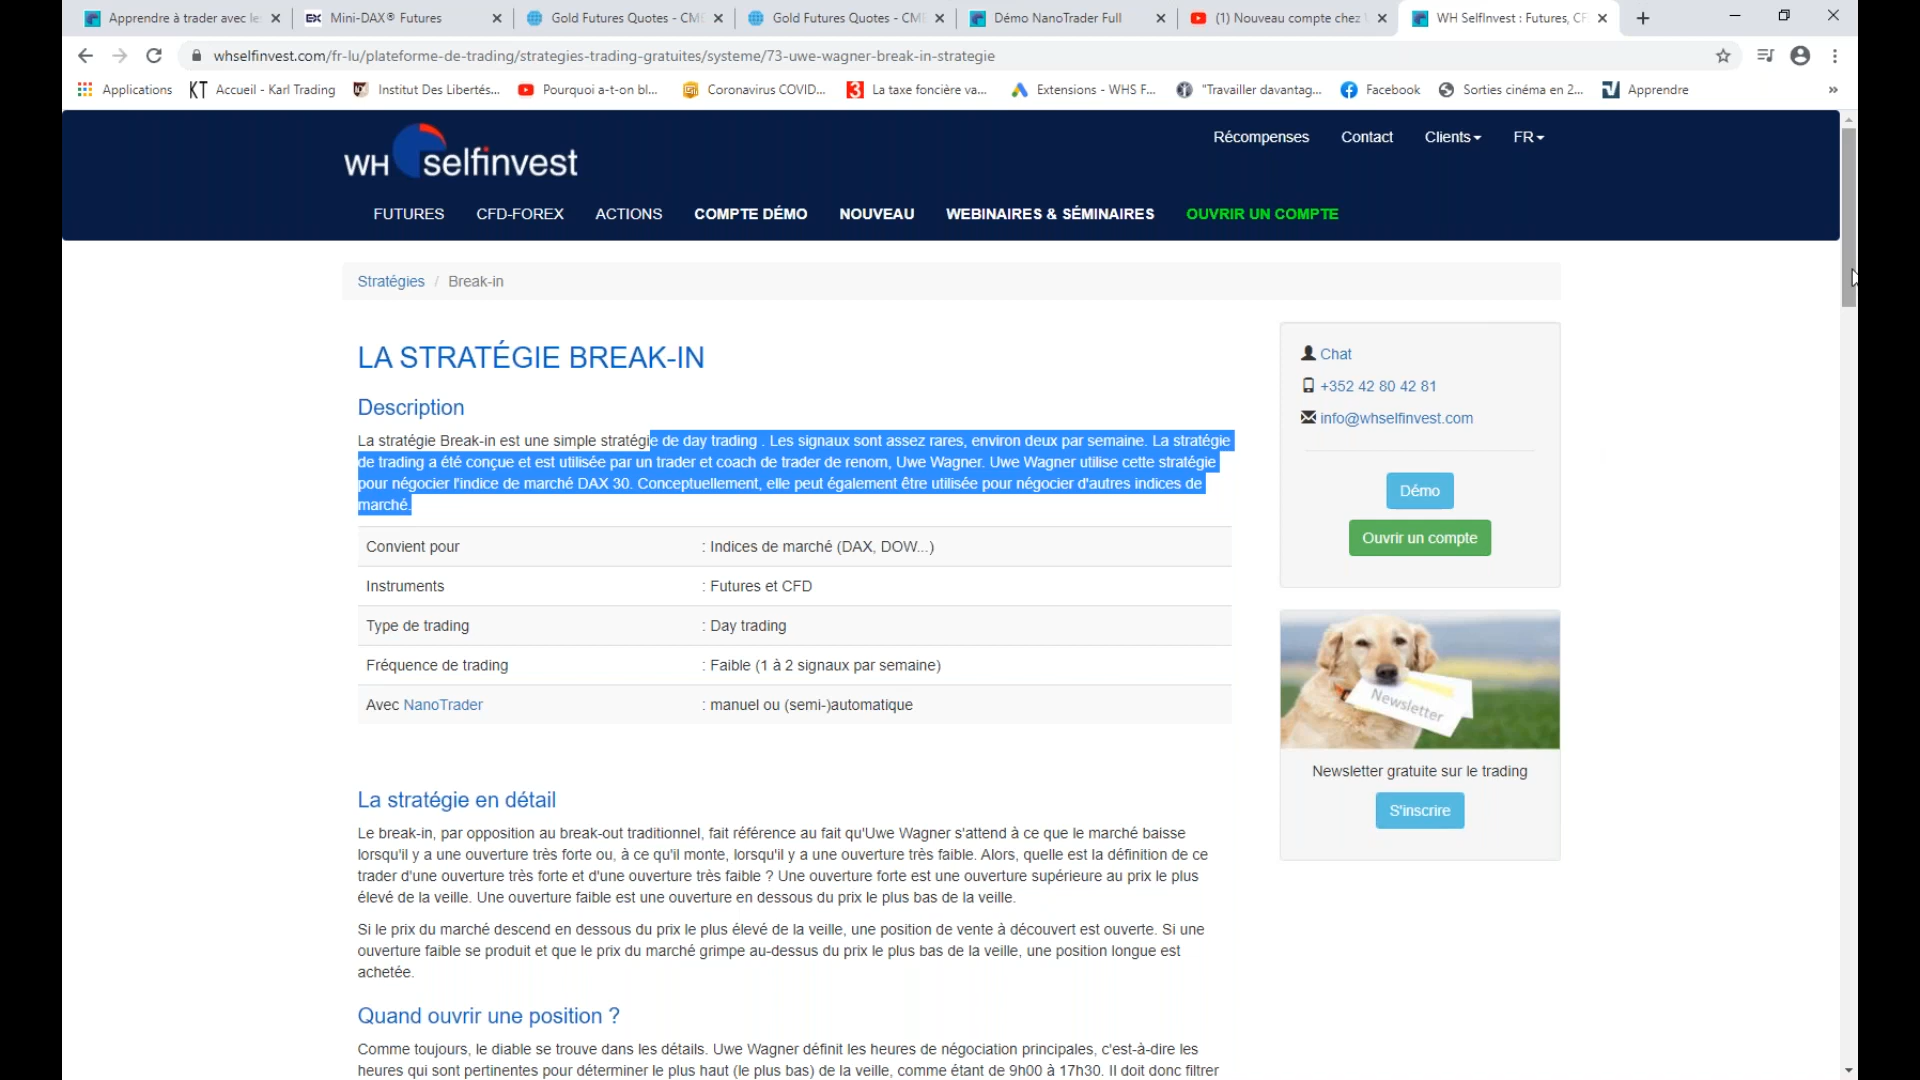 Apprendre à trader avec le
Mini-DAX® Futures
Gold Futures Quotes - CME
Gold Futures Quotes - CME
Démo NanoTrader Full
(1) Nouveau compte chez
WH SelfInvest : Futures, CF
whselfinvest.com/fr-lu/plateforme-de-trading/strategies-trading-gratuites/systeme/73-uwe-wagner-break-in-strategie
Applications
Accueil - Karl Trading
Institut Des Libertés...
Pourquoi a-t-on bl...
Coronavirus COVID...
La taxe foncière va...
Extensions - WHS F...
"Travailler davantag...
Facebook
Sorties cinéma en 2...
Apprendre
»
WH selfinvest
Récompenses
Contact
Clients
FR
FUTURES
CFD-FOREX
ACTIONS
COMPTE DÉMO
NOUVEAU
WEBINAIRES & SÉMINAIRES
OUVRIR UN COMPTE
Stratégies / Break-in
LA STRATÉGIE BREAK-IN
Description
La stratégie Break-in est une simple stratégie de day trading . Les signaux sont assez rares, environ deux par semaine. La stratégie
de trading a été conçue et est utilisée par un trader et coach de trader de renom, Uwe Wagner. Uwe Wagner utilise cette stratégie
pour négocier l'indice de marché DAX 30. Conceptuellement, elle peut également être utilisée pour négocier d'autres indices de
marché.
Convient pour : Indices de marché (DAX, DOW...)
Instruments : Futures et CFD
Type de trading : Day trading
Fréquence de trading : Faible (1 à 2 signaux par semaine)
Avec NanoTrader : manuel ou (semi-)automatique
La stratégie en détail
Le break-in, par opposition au break-out traditionnel, fait référence au fait qu'Uwe Wagner s'attend à ce que le marché baisse
lorsqu'il y a une ouverture très forte ou, à ce qu'il monte, lorsqu'il y a une ouverture très faible. Alors, quelle est la définition de ce
trader d'une ouverture très forte et d'une ouverture très faible ? Une ouverture forte est une ouverture supérieure au prix le plus
élevé de la veille. Une ouverture faible est une ouverture en dessous du prix le plus bas de la veille.
Si le prix du marché descend en dessous du prix le plus élevé de la veille, une position de vente à découvert est ouverte. Si une
ouverture faible se produit et que le prix du marché grimpe au-dessus du prix le plus bas de la veille, une position longue est
achetée.
Quand ouvrir une position ?
Comme toujours, le diable se trouve dans les détails. Uwe Wagner définit les heures de négociation principales, c'est-à-dire les
heures qui sont pertinentes pour déterminer le plus haut (le plus bas) de la veille, comme étant de 9h00 à 17h30. Il doit donc filtrer
Chat
+352 42 80 42 81
info@whselfinvest.com
Démo
Ouvrir un compte
Newsletter
Newsletter gratuite sur le trading
S'inscrire